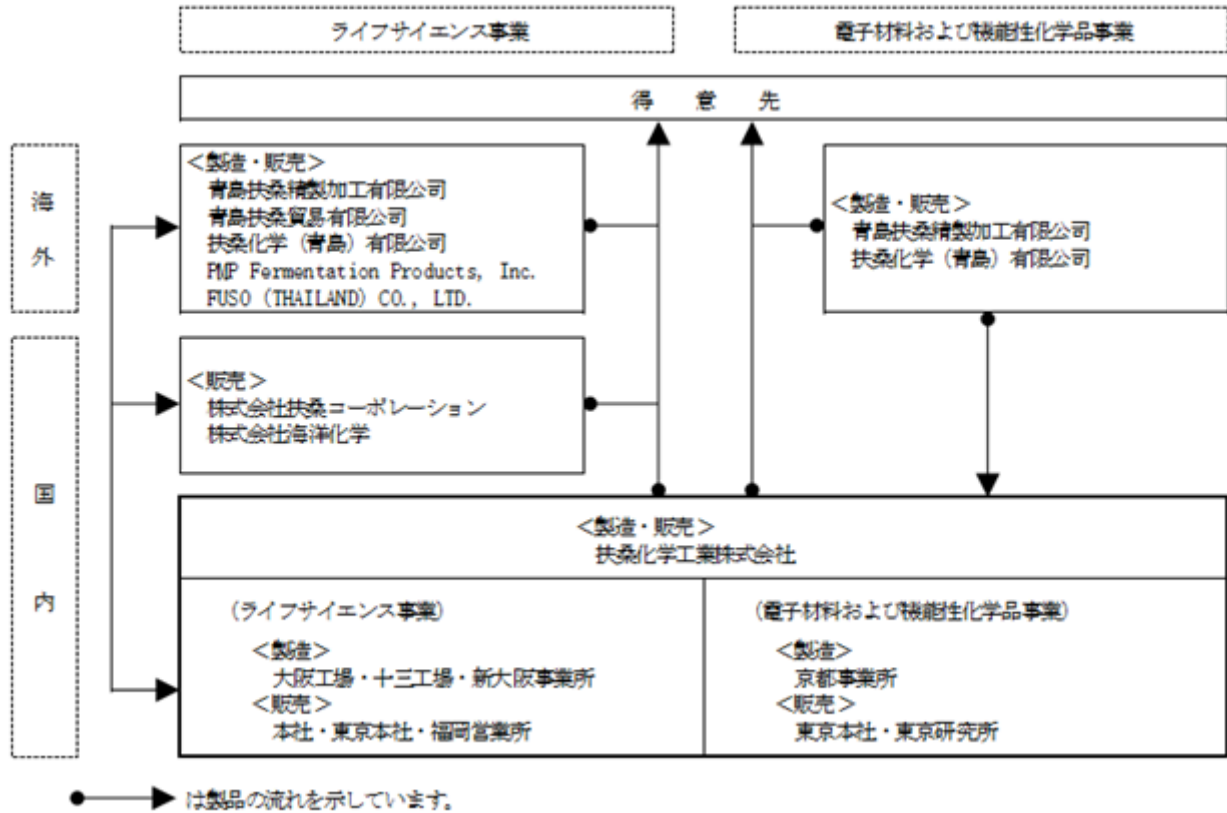 ライフサイエンス事業
電子材料および機能性化学品事業
得意先
海外
<製造・販売>
青島扶桑精製加工有限公司
青島扶桑貿易有限公司
扶桑化学（青島）有限公司
PMP Fermentation Products, Inc.
FUSO (THAILAND) CO., LTD.
<製造・販売>
青島扶桑精製加工有限公司
扶桑化学（青島）有限公司
国内
<販売>
株式会社扶桑コーポレーション
株式会社海洋化学
<製造・販売>
扶桑化学工業株式会社
(ライフサイエンス事業)
<製造>
大阪工場・十三工場・新大阪事業所
<販売>
本社・東京本社・福岡営業所
(電子材料および機能性化学品事業)
<製造>
京都事業所
<販売>
東京本社・東京研究所
は製品の流れを示しています。